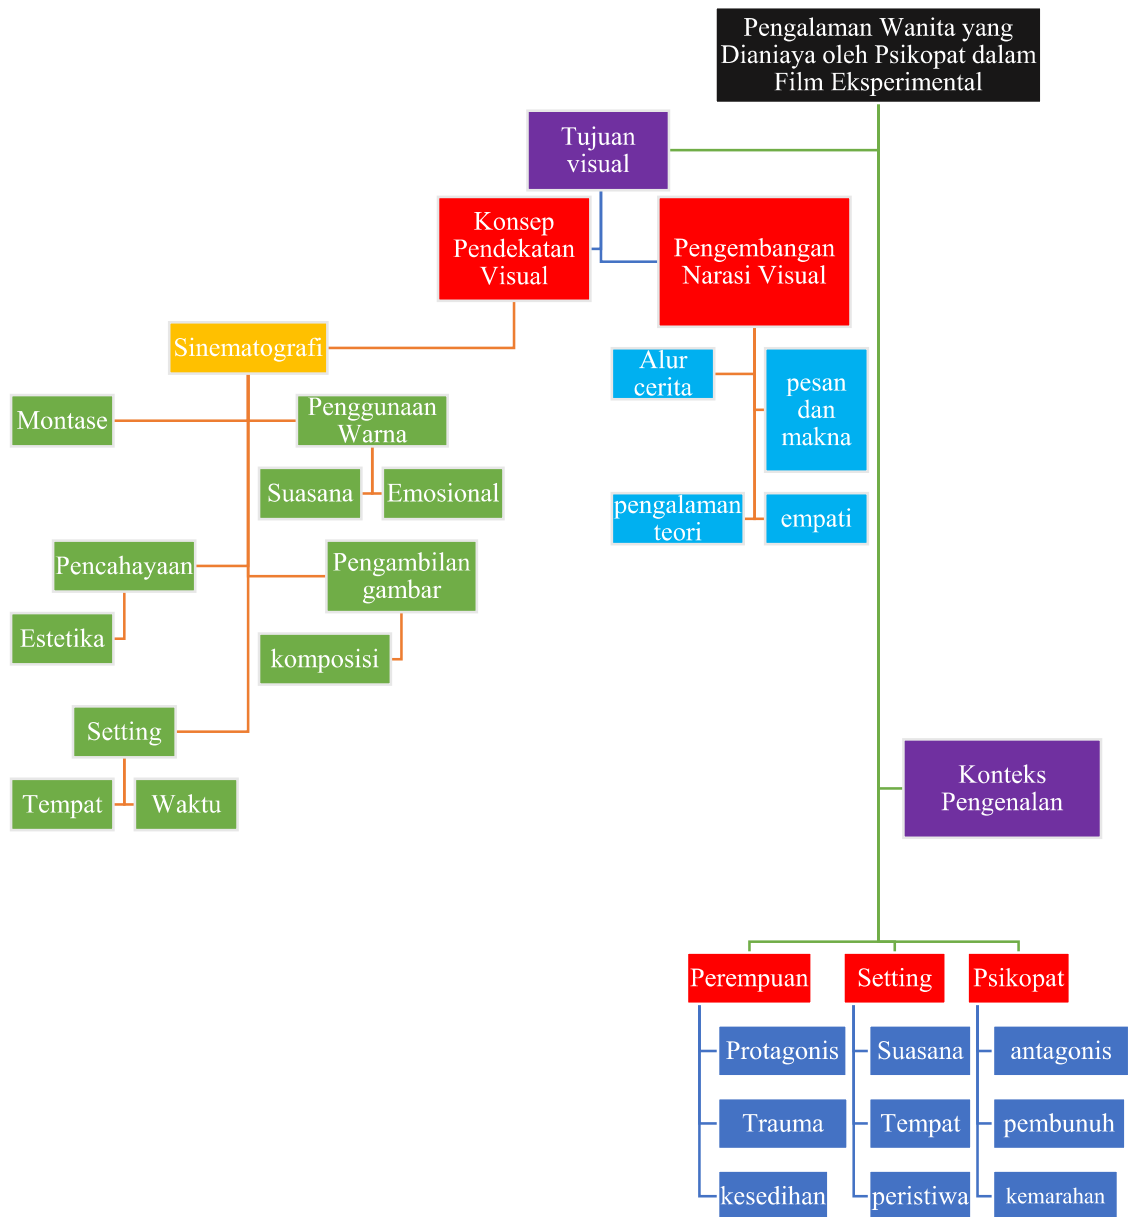 Pengalaman Wanita yang
Dianiaya oleh Psikopat dalam
Film Eksperimental
Tujuan
visual
Konsep
Pendekatan
Visual
Pengembangan
Narasi Visual
Sinematografi
Montase
Penggunaan
Warna
Suasana
Emosional
Pencahayaan
Estetika
Pengambilan
gambar
komposisi
Setting
Tempat
Waktu
Alur
cerita
pesan
dan
makna
pengalaman
teori
empati
Konteks
Pengenalan
Perempuan
Setting
Psikopat
Protagonis
Suasana
antagonis
Trauma
Tempat
pembunuh
kesedihan
peristiwa
kemarahan